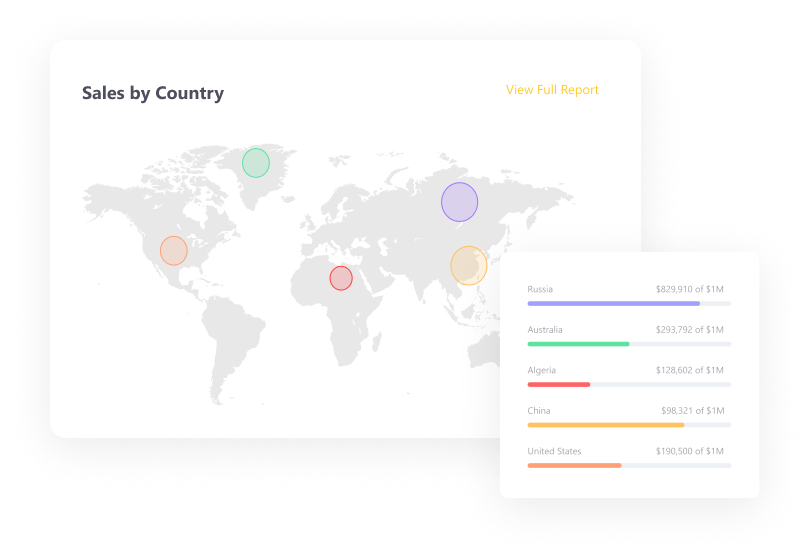 Sales by Country
View Full Report
Russia $829,910 of $1M
Australia $293,792 of $1M
Algeria $128,602 of $1M
China $98,321 of $1M
United States $190,500 of $1M